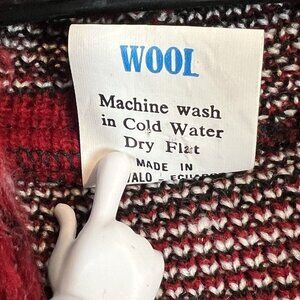 WOOL
Machine wash
in Cold Water
Dry Flat
MADE IN